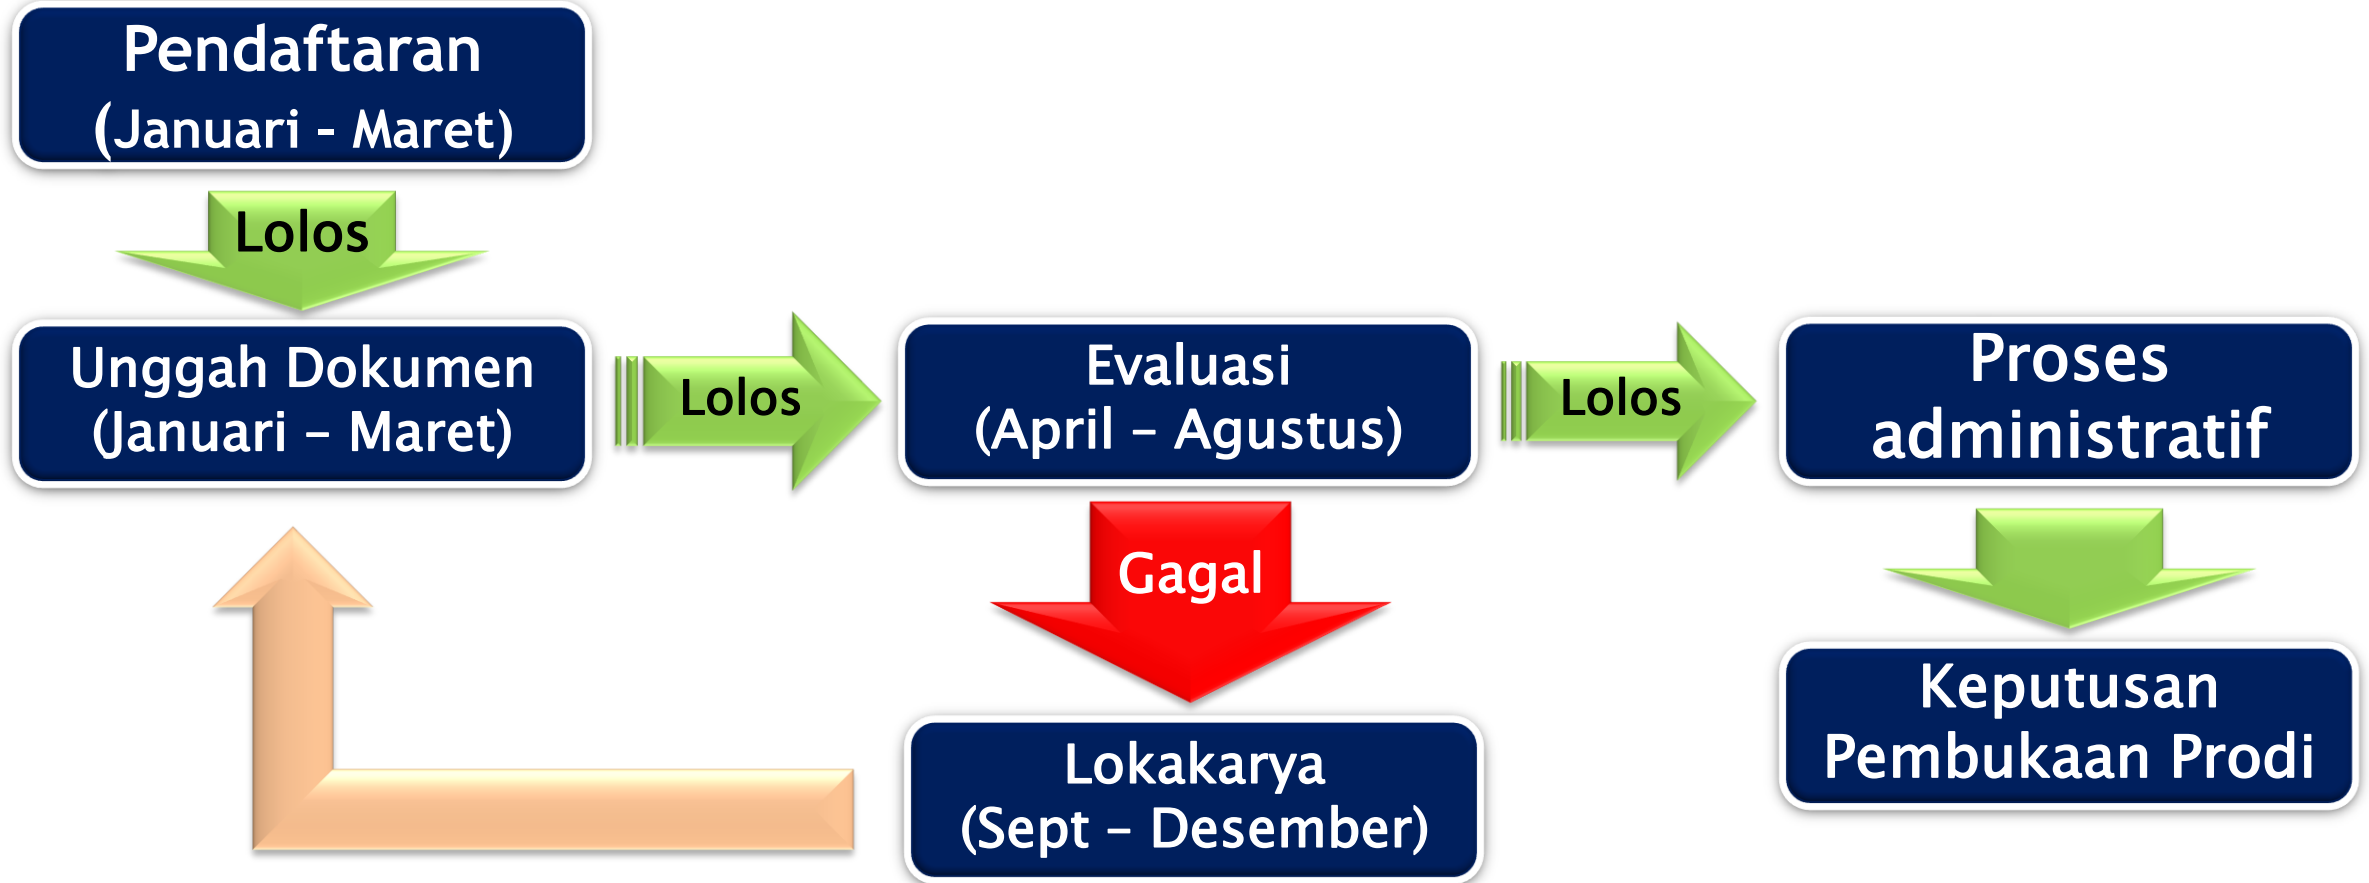 Pendaftaran
(Januari - Maret)
Lolos
Unggah Dokumen
(Januari – Maret)
Lolos
Evaluasi
(April – Agustus)
Lolos
Proses
administratif
Gagal
Lokakarya
(Sept – Desember)
Keputusan
Pembukaan Prodi